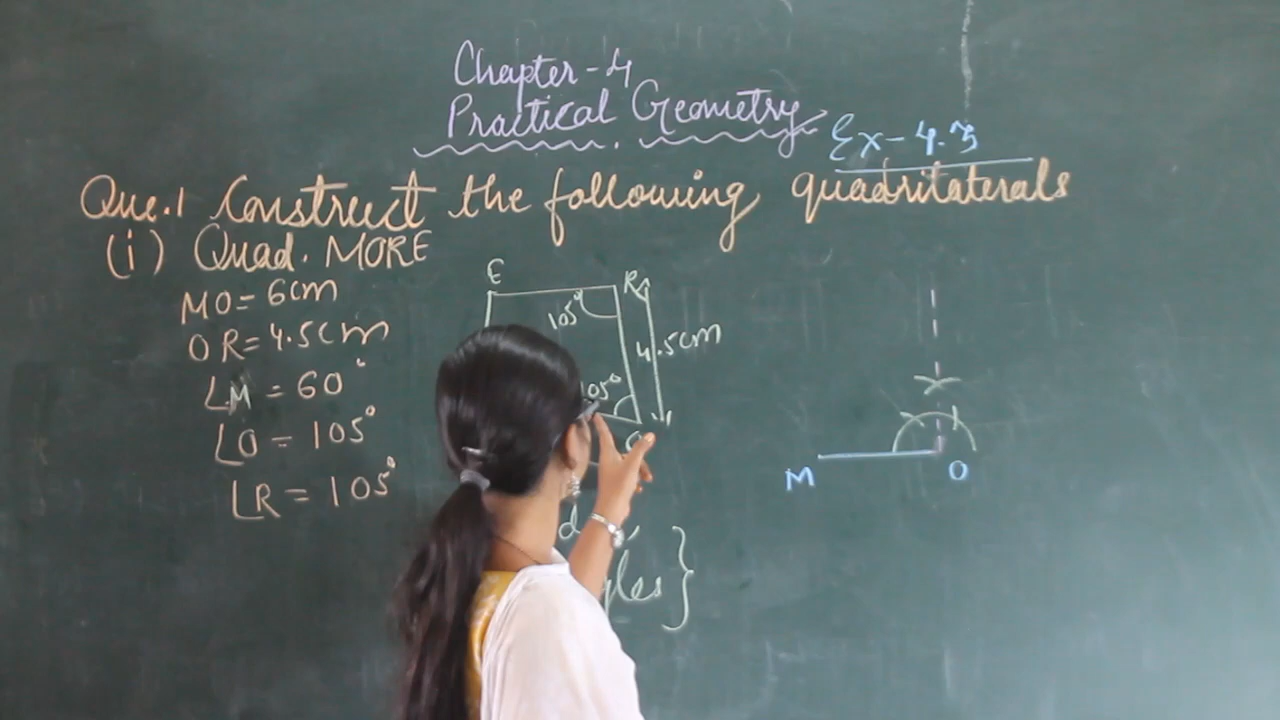 Chapter-4
Practical Geometry
Ex-4.3
Que.1 Construct the following quadritaterals
(i) Quad. MORE
MO=6cm
OR=4.5cm
∠M=60°
∠O=105°
∠R=105°
E
R
105°
4.5cm
105°
O
M
O